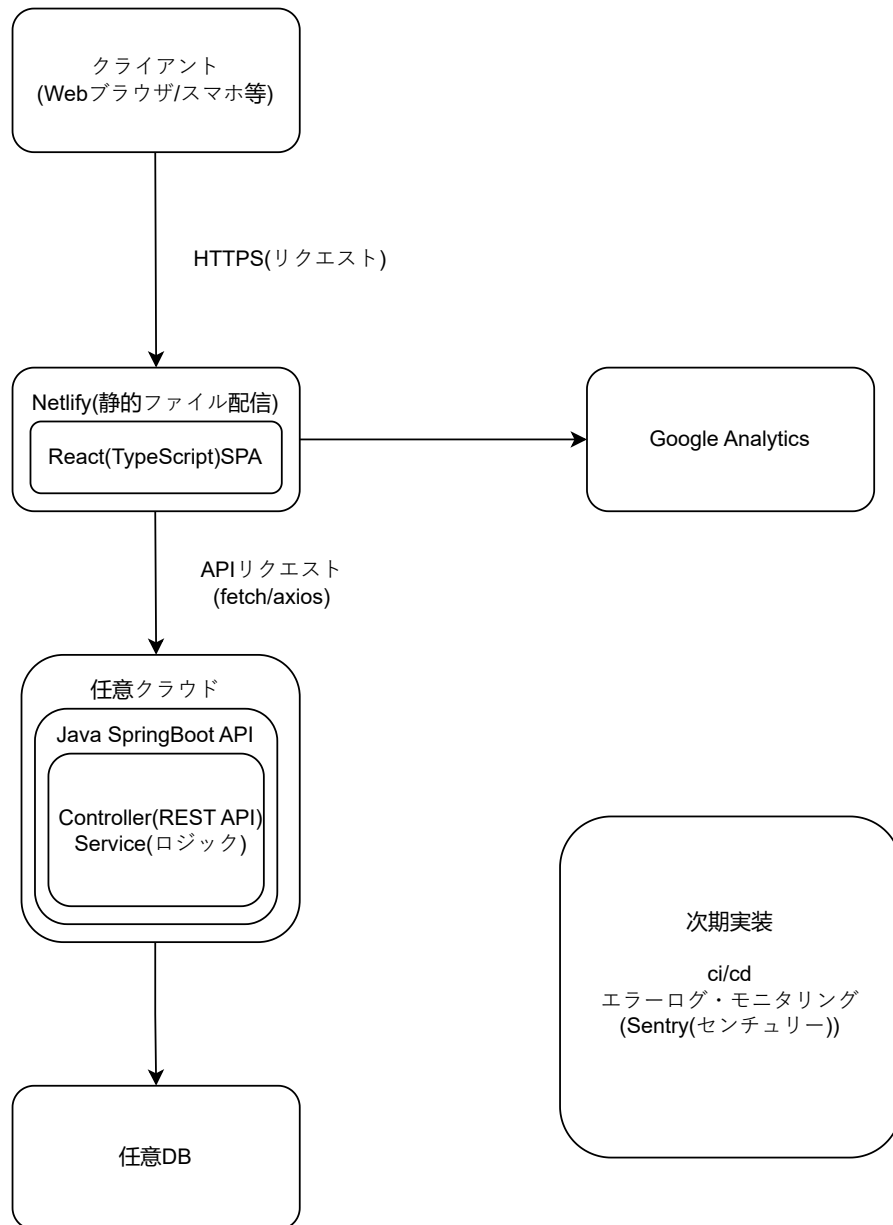 クライアント
(Webブラウザ/スマホ等)
HTTPS(リクエスト)
Netlify(静的ファイル配信)
React(TypeScript)SPA
Google Analytics
APIリクエスト
(fetch/axios)
任意クラウド
Java SpringBoot API
Controller(REST API)
Service(ロジック)
次期実装
ci/cd
エラーログ・モニタリング
(Sentry(センチュリー))
任意DB